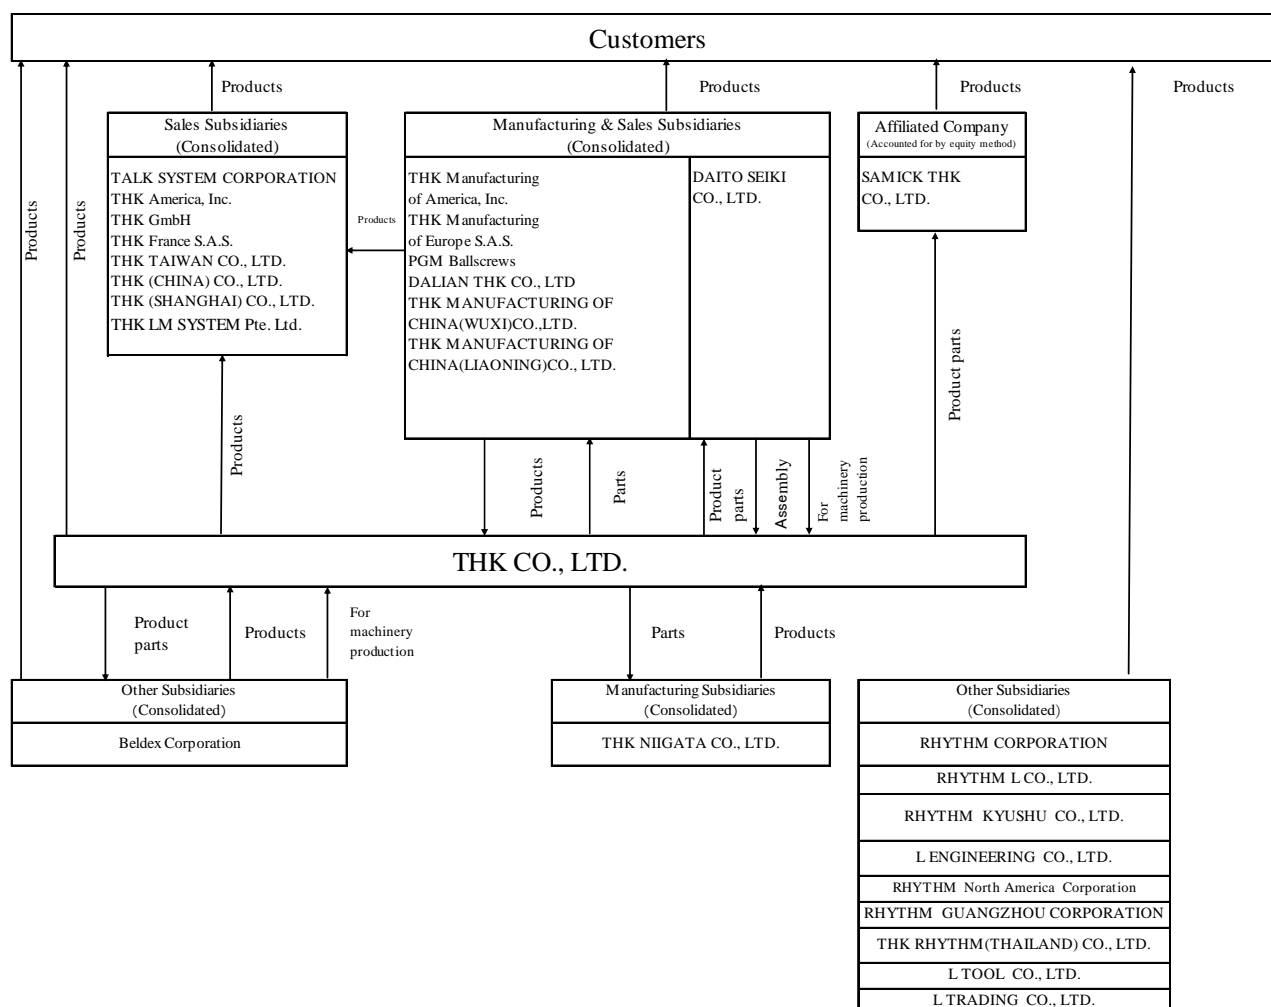 Customers
Products
Products
Products
Products
Products
Products
Sales Subsidiaries
(Consolidated)
TALK SYSTEM CORPORATION
THK America, Inc.
THK GmbH
THK France S.A.S.
THK TAIWAN CO., LTD.
THK (CHINA) CO., LTD.
THK (SHANGHAI) CO., LTD.
THK LM SYSTEM Pte. Ltd.
Products
Manufacturing & Sales Subsidiaries
(Consolidated)
THK Manufacturing
of America, Inc.
THK Manufacturing
of Europe S.A.S.
PGM Ballscrews
DALIAN THK CO., LTD
THK MANUFACTURING OF
CHINA(WUXI)CO.,LTD.
THK MANUFACTURING OF
CHINA(LIAONING)CO., LTD.
DAITO SEIKI
CO., LTD.
Affiliated Company
(Accounted for by equity method)
SAMICK THK
CO., LTD.
Products
Products
Parts
Product
parts
Assembly
For
machinery
production
Product parts
THK CO., LTD.
Product
parts
Products
For
machinery
production
Parts
Products
Other Subsidiaries
(Consolidated)
Beldex Corporation
Manufacturing Subsidiaries
(Consolidated)
THK NIIGATA CO., LTD.
Other Subsidiaries
(Consolidated)
RHYTHM CORPORATION
RHYTHM L CO., LTD.
RHYTHM KYUSHU CO., LTD.
L ENGINEERING CO., LTD.
RHYTHM North America Corporation
RHYTHM GUANGZHOU CORPORATION
THK RHYTHM(THAILAND) CO., LTD.
L TOOL CO., LTD.
L TRADING CO., LTD.